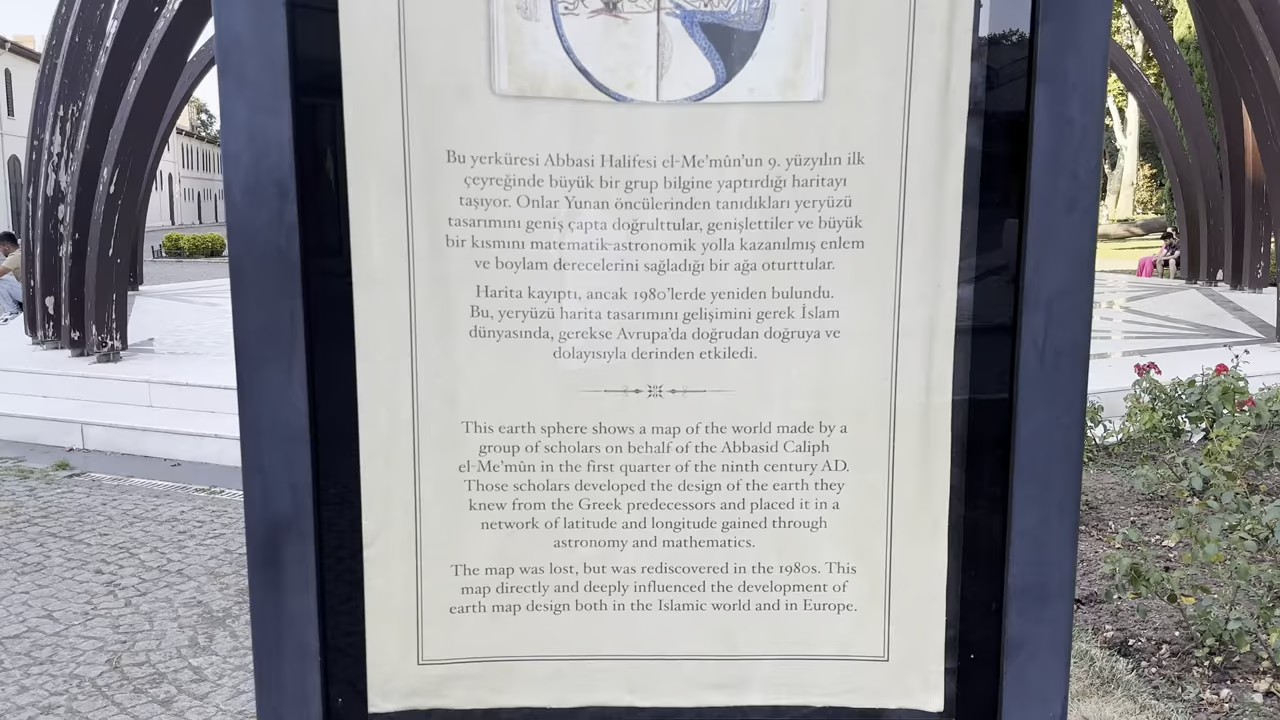 Bu yerküresi Abbasi Halifesi el-Me'mûn'un 9. yüzyılın ilk
çeyreğinde büyük bir grup bilgine yaptırdığı haritayı
taşıyor. Onlar Yunan öncülerinden tanıdıkları yeryüzü
tasarımını geniş çapta doğrulttular, genişlettiler ve büyük
bir kısmını matematik-astronomik yolla kazanılmış enlem
ve boylam derecelerini sağladığı bir ağa oturttular.
Harita kayıptı, ancak 1980'lerde yeniden bulundu.
Bu, yeryüzü harita tasarımını gelişimini gerek İslam
dünyasında, gerekse Avrupa'da doğrudan doğruya ve
dolayısıyla derinden etkiledi.
This earth sphere shows a map of the world made by a
group of scholars on behalf of the Abbasid Caliph
el-Me'mûn in the first quarter of the ninth century AD.
Those scholars developed the design of the earth they
knew from the Greek predecessors and placed it in a
network of latitude and longitude gained through
astronomy and mathematics.
The map was lost, but was rediscovered in the 1980s. This
map directly and deeply influenced the development of
earth map design both in the Islamic world and in Europe.